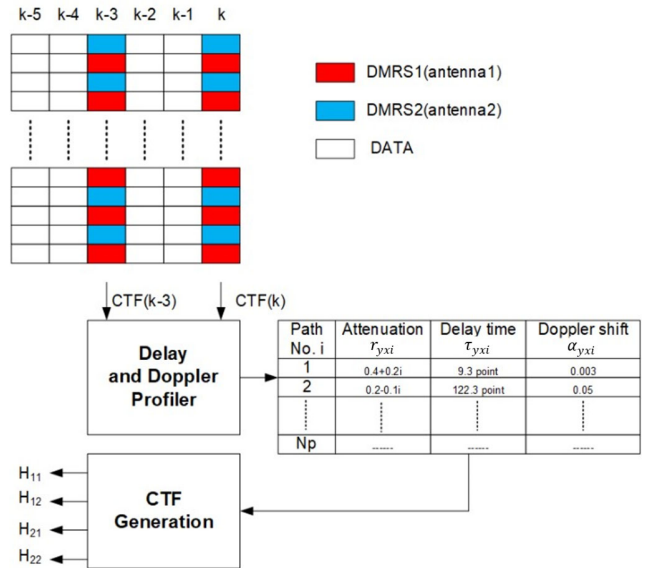 k-5 k-4 k-3 k-2 k-1 k
DMRS1(antenna1)
DMRS2(antenna2)
DATA
CTF(k-3) CTF(k)
Delay
and Doppler
Profiler
Path Attenuation Delay time Doppler shift
No. i r_yxi τ_yxi α_yxi
1 0.4+0.2i 9.3 point 0.003
2 0.2-0.1i 122.3 point 0.05
Np ...... ...... ......
CTF
Generation
H11
H12
H21
H22